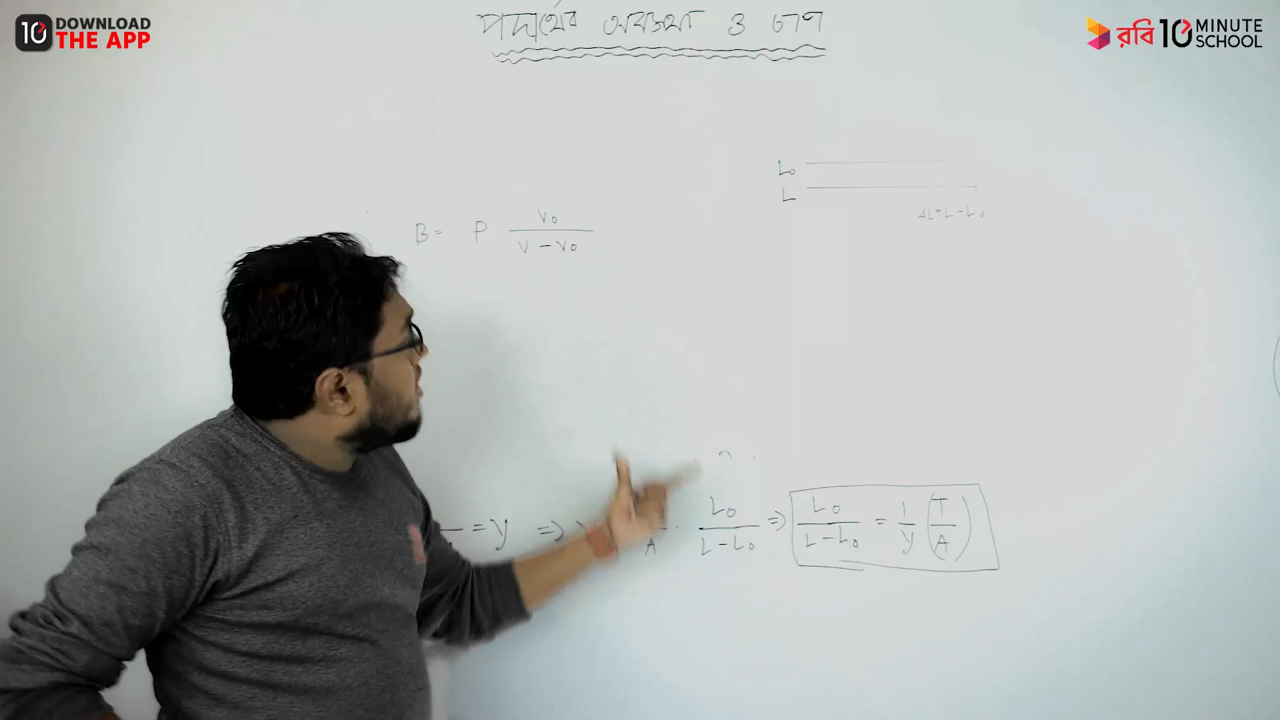 10 DOWNLOAD THE APP
পদার্থের অবস্থা ও চাপ
রবি 10 MINUTE SCHOOL
L₀
L
ΔL=L-L₀
B = P V₀/(V - V₀)
= Y ⇒ A · L₀/(L-L₀) ⇒ L₀/(L-L₀) = 1/Y (T/A)